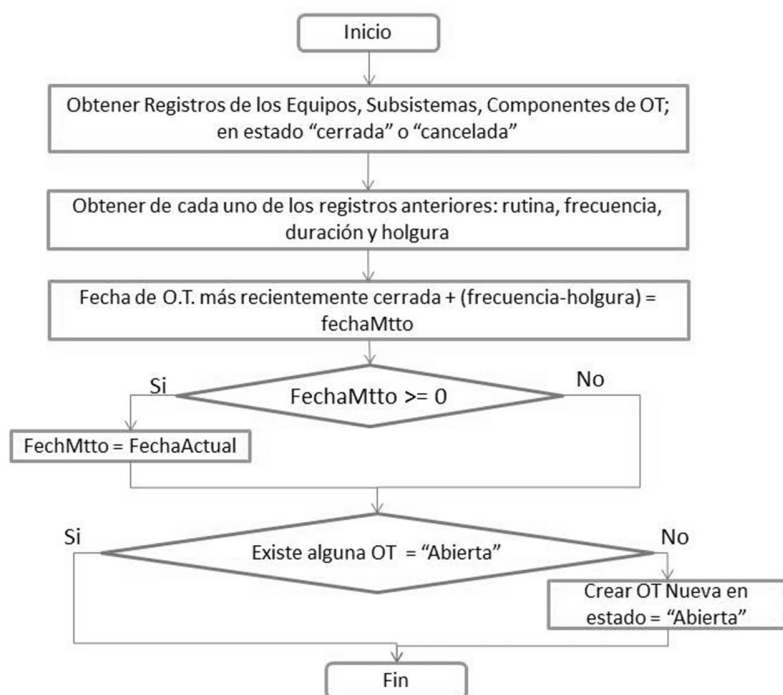 Inicio
Obtener Registros de los Equipos, Subsistemas, Componentes de OT;
en estado “cerrada” o “cancelada”
Obtener de cada uno de los registros anteriores: rutina, frecuencia,
duración y holgura
Fecha de O.T. más recientemente cerrada + (frecuencia-holgura) =
fechaMtto
Si
FechaMtto >= 0
No
FechMtto = FechaActual
Si
Existe alguna OT = “Abierta”
No
Crear OT Nueva en
estado = “Abierta”
Fin